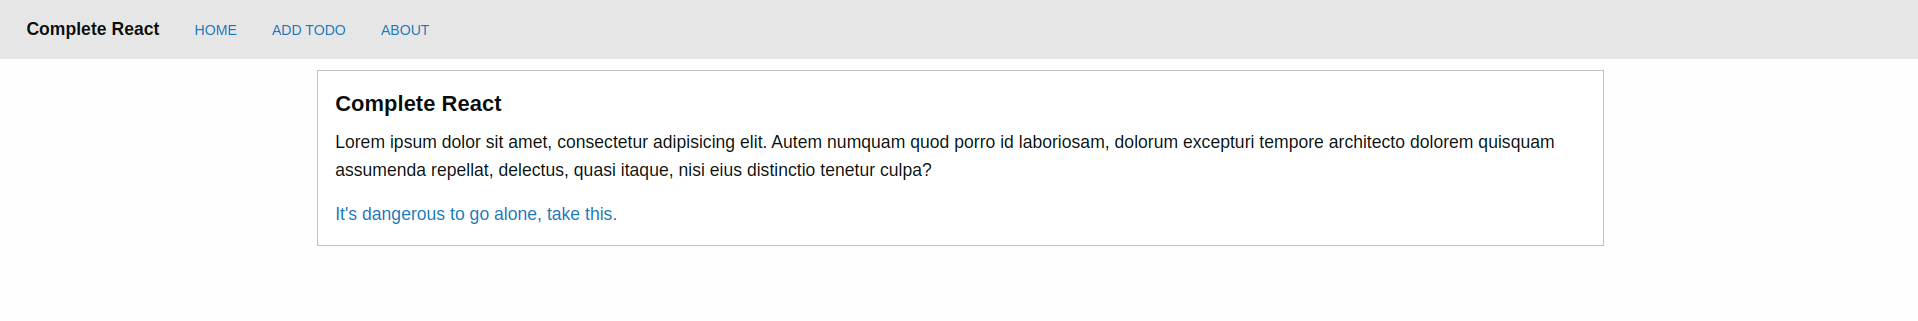 Complete React HOME ADD TODO ABOUT
Complete React
Lorem ipsum dolor sit amet, consectetur adipisicing elit. Autem numquam quod porro id laboriosam, dolorum excepturi tempore architecto dolorem quisquam
assumenda repellat, delectus, quasi itaque, nisi eius distinctio tenetur culpa?
It's dangerous to go alone, take this.